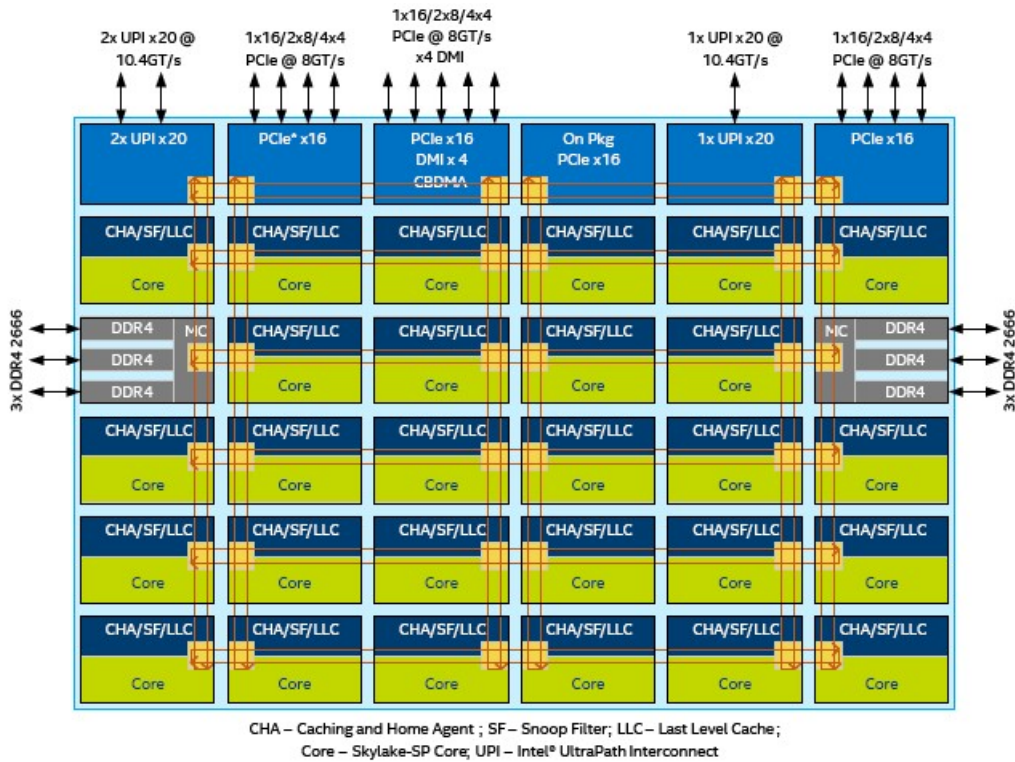 2x UPI x20 @
10.4GT/s
1x16/2x8/4x4
PCIe @ 8GT/s
1x16/2x8/4x4
PCIe @ 8GT/s
x4 DMI
1x UPI x20 @
10.4GT/s
1x16/2x8/4x4
PCIe @ 8GT/s
2x UPI x20
PCIe* x16
PCIe x16
DMI x 4
CBDMA
On Pkg
PCIe x16
1x UPI x20
PCIe x16
CHA/SF/LLC
CHA/SF/LLC
CHA/SF/LLC
CHA/SF/LLC
CHA/SF/LLC
CHA/SF/LLC
Core
Core
Core
Core
Core
Core
3x DDR4 2666
DDR4
DDR4
DDR4
MC
CHA/SF/LLC
CHA/SF/LLC
CHA/SF/LLC
CHA/SF/LLC
Core
Core
Core
Core
MC
DDR4
DDR4
DDR4
3x DDR4 2666
CHA/SF/LLC
CHA/SF/LLC
CHA/SF/LLC
CHA/SF/LLC
CHA/SF/LLC
CHA/SF/LLC
Core
Core
Core
Core
Core
Core
CHA/SF/LLC
CHA/SF/LLC
CHA/SF/LLC
CHA/SF/LLC
CHA/SF/LLC
CHA/SF/LLC
Core
Core
Core
Core
Core
Core
CHA/SF/LLC
CHA/SF/LLC
CHA/SF/LLC
CHA/SF/LLC
CHA/SF/LLC
CHA/SF/LLC
Core
Core
Core
Core
Core
Core
CHA – Caching and Home Agent ; SF – Snoop Filter; LLC – Last Level Cache;
Core – Skylake-SP Core; UPI – Intel® UltraPath Interconnect